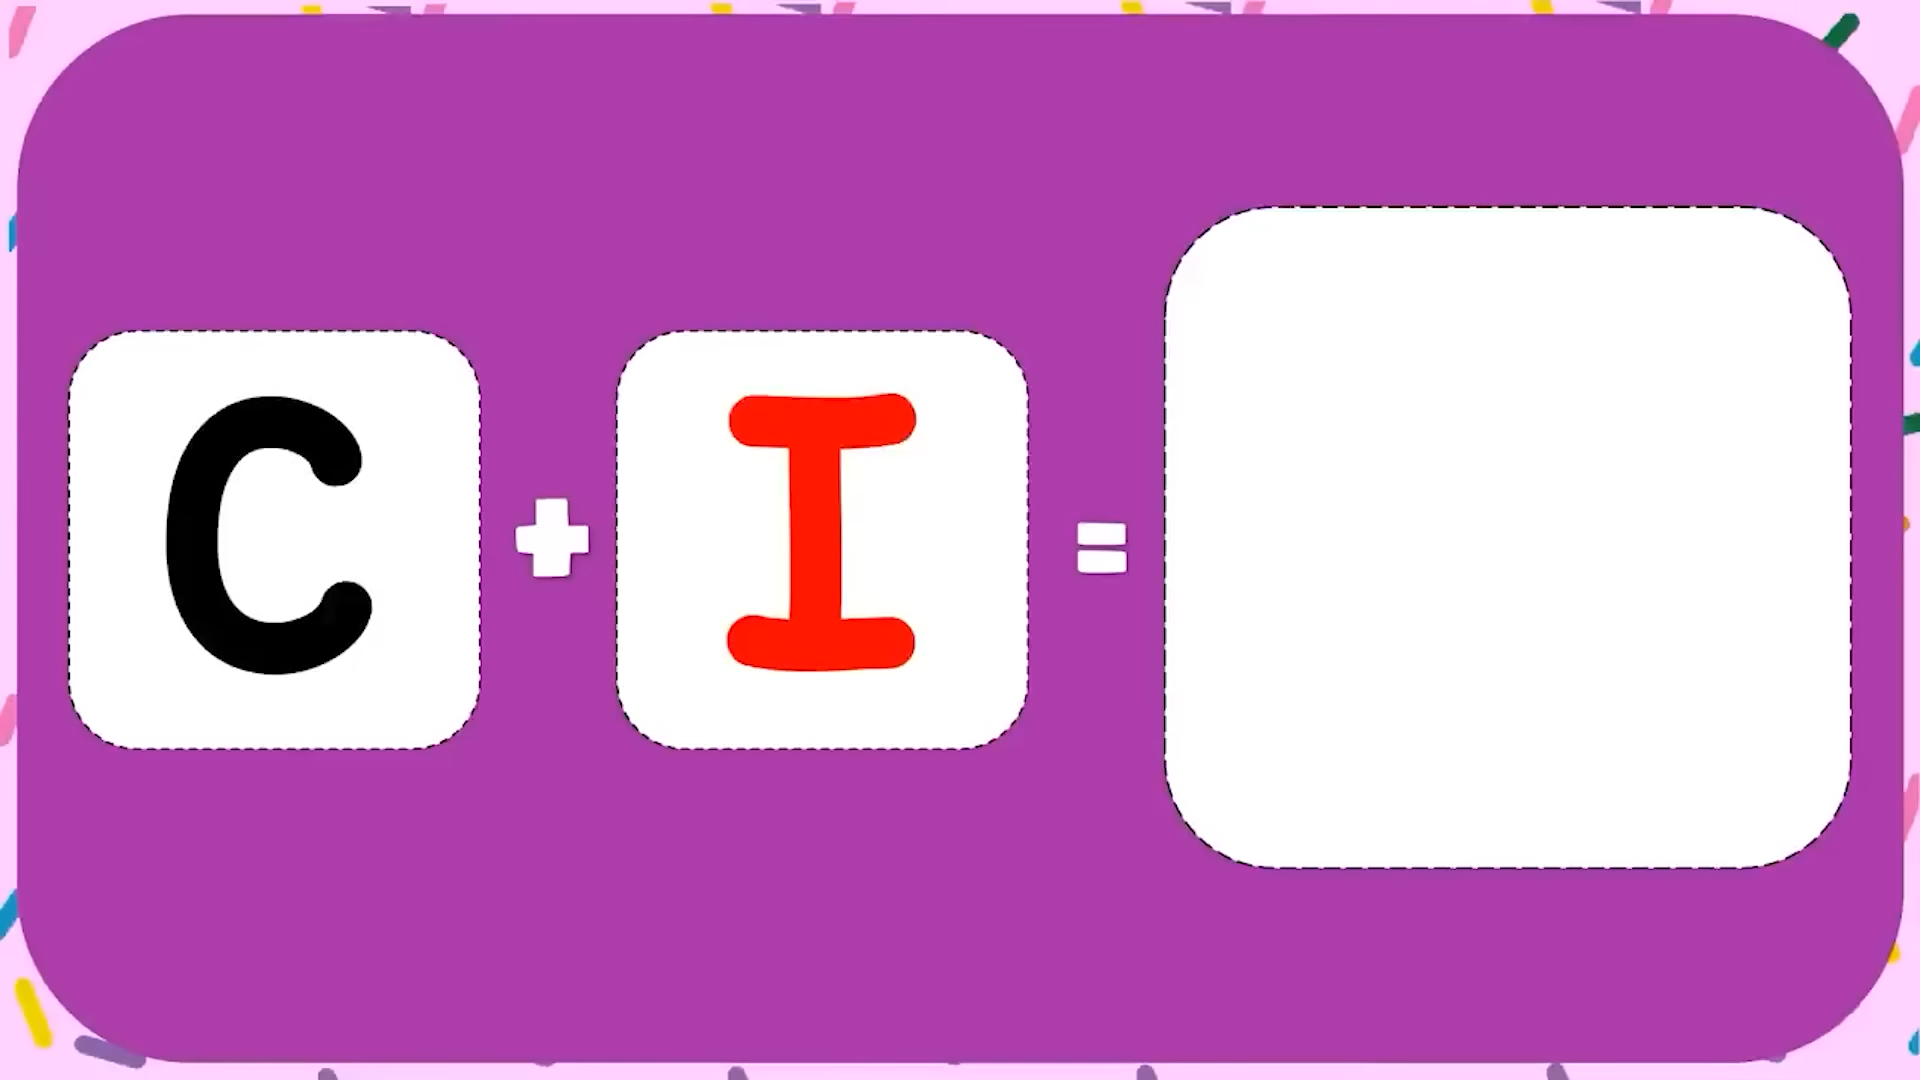 C + I =